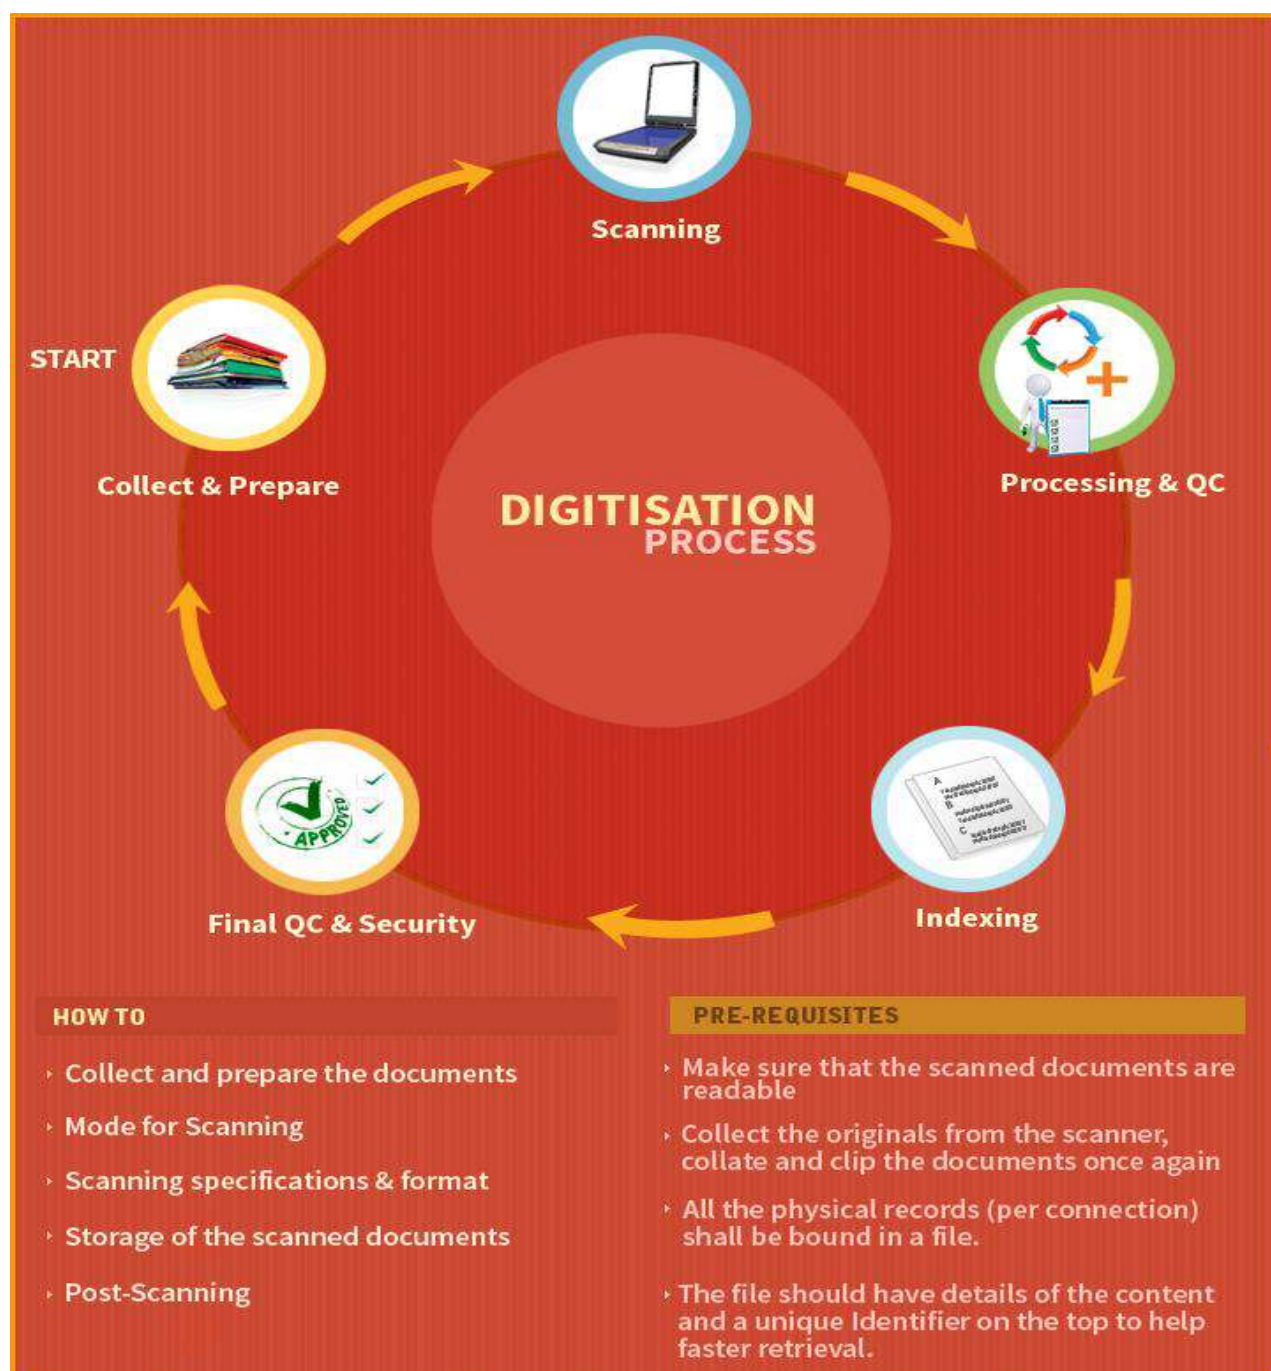 Scanning
START
Collect & Prepare
Processing & QC
DIGITISATION
PROCESS
APPROVED
A
B
C
Final QC & Security
Indexing
HOW TO
Collect and prepare the documents
Mode for Scanning
Scanning specifications & format
Storage of the scanned documents
Post-Scanning
PRE-REQUISITES
Make sure that the scanned documents are
readable
Collect the originals from the scanner,
collate and clip the documents once again
All the physical records (per connection)
shall be bound in a file.
The file should have details of the content
and a unique Identifier on the top to help
faster retrieval.